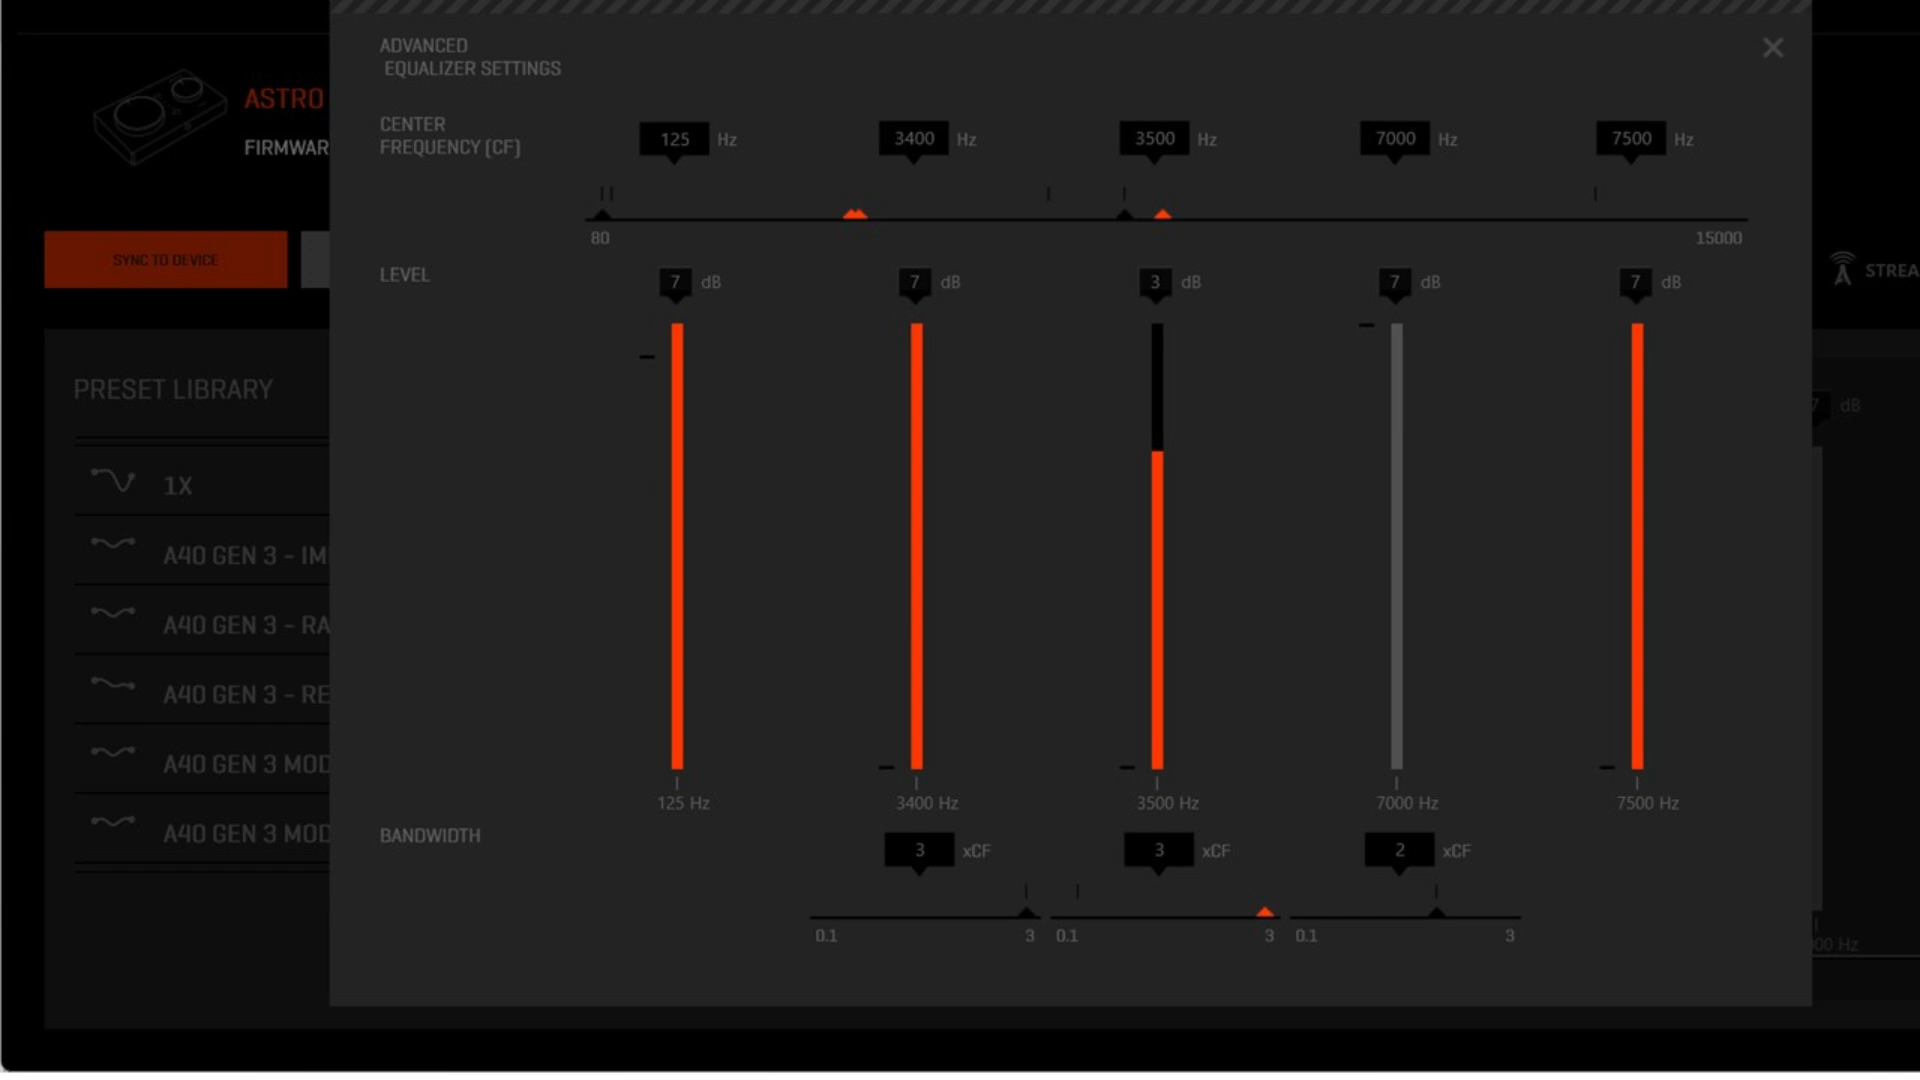 ADVANCED
EQUALIZER SETTINGS
ASTRO
FIRMWAR
CENTER
FREQUENCY (CF)
125 Hz
3400 Hz
3500 Hz
7000 Hz
7500 Hz
80
15000
SYNC TO DEVICE
STREA
LEVEL
7 dB
7 dB
3 dB
7 dB
7 dB
PRESET LIBRARY
7 dB
1X
A40 GEN 3 - IM
A40 GEN 3 - RA
A40 GEN 3 - RE
A40 GEN 3 MOD
A40 GEN 3 MOD
125 Hz
3400 Hz
3500 Hz
7000 Hz
7500 Hz
BANDWIDTH
3 xCF
3 xCF
2 xCF
0.1 3
0.1 3
0.1 3
00 Hz